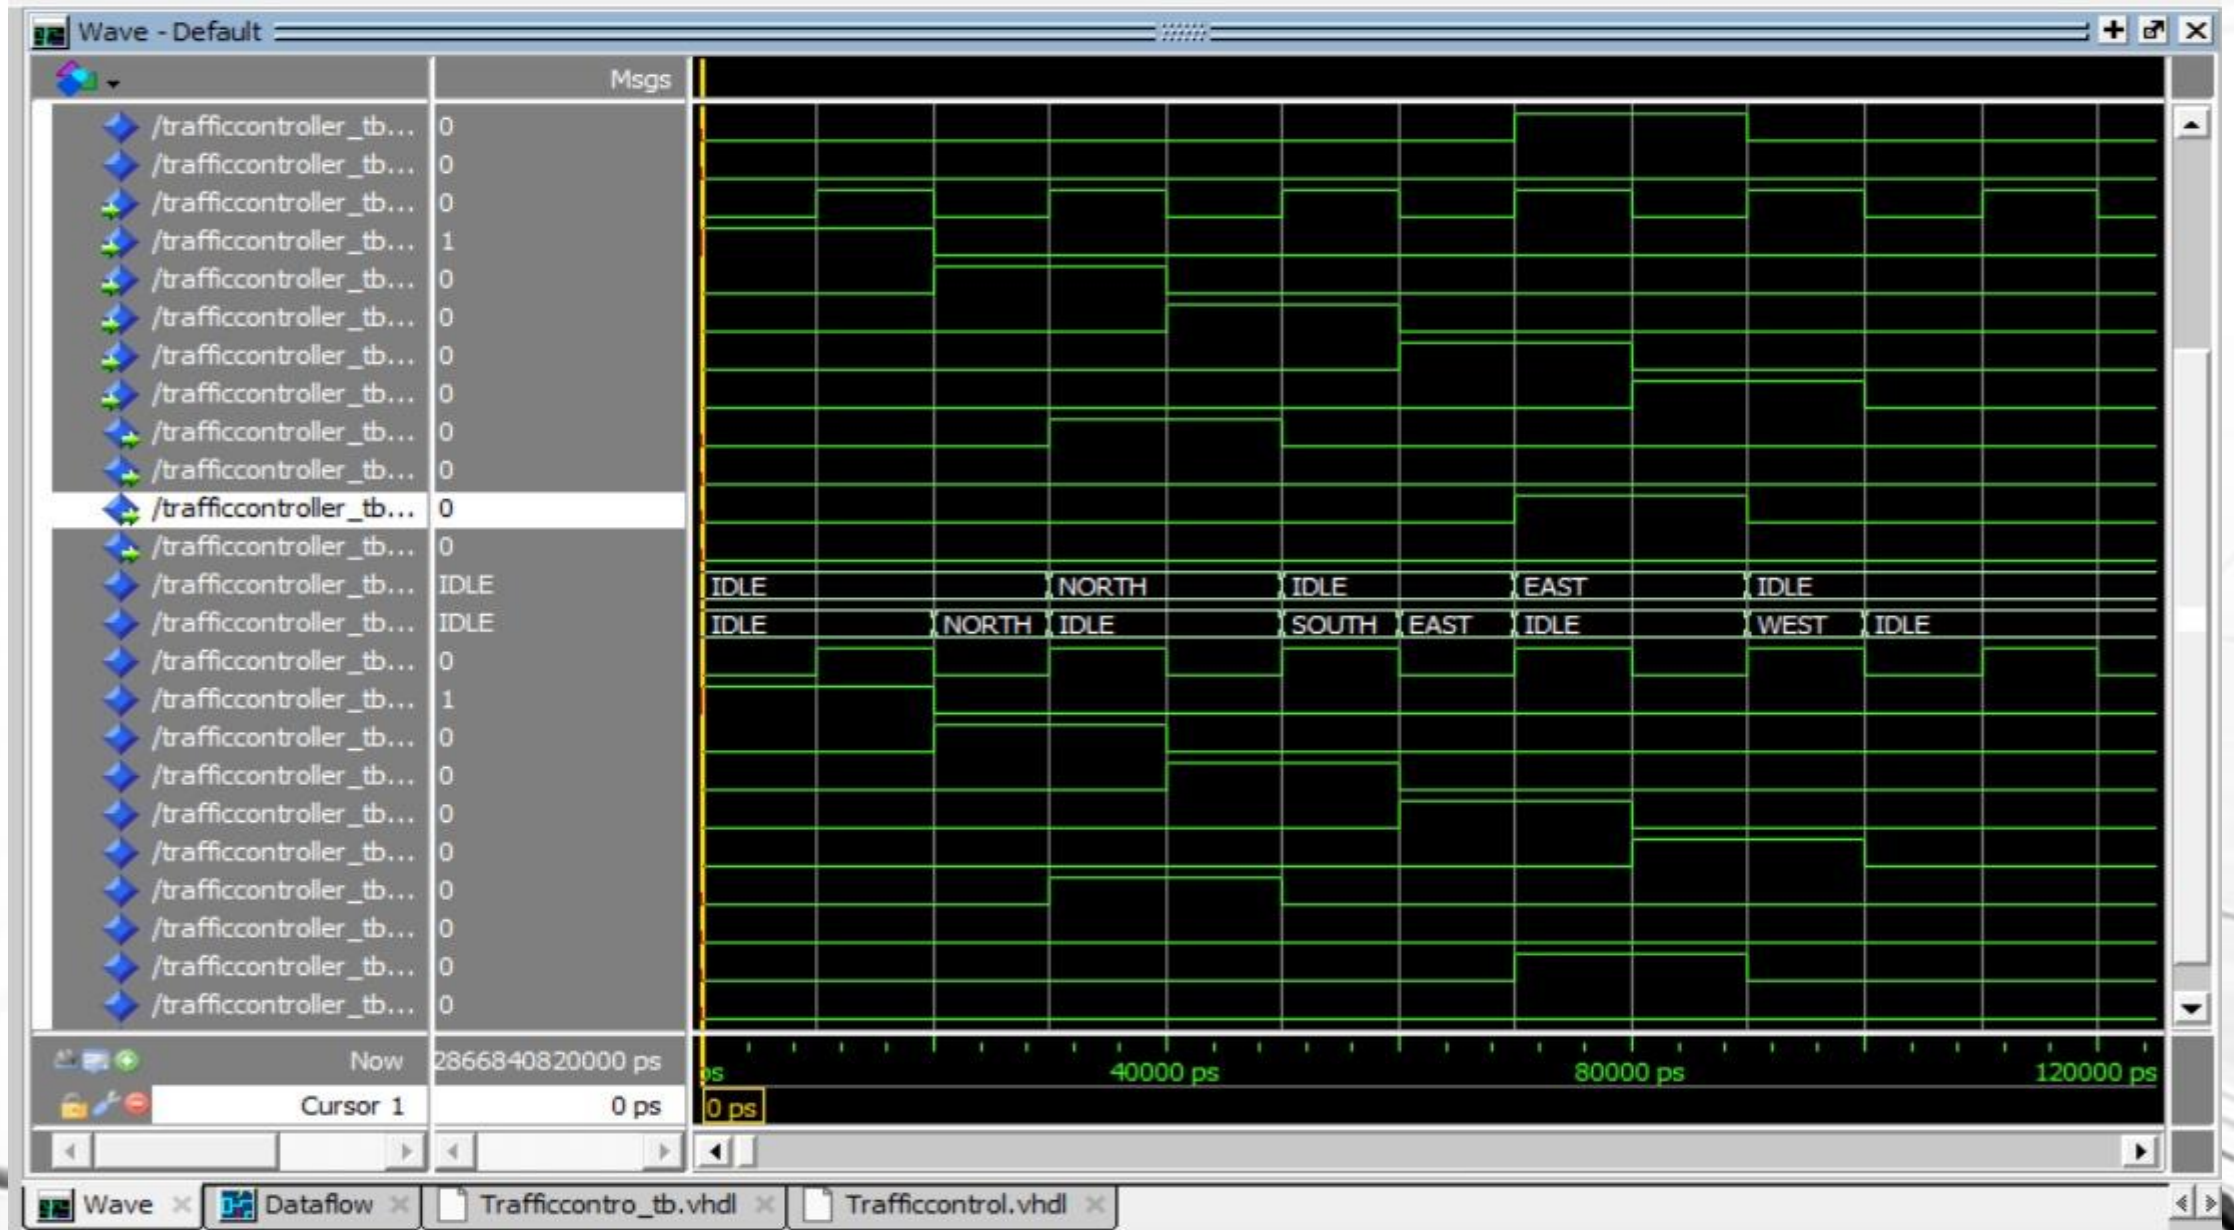 Wave - Default
Msgs
/trafficcontroller_tb... 0
/trafficcontroller_tb... 0
/trafficcontroller_tb... 0
/trafficcontroller_tb... 1
/trafficcontroller_tb... 0
/trafficcontroller_tb... 0
/trafficcontroller_tb... 0
/trafficcontroller_tb... 0
/trafficcontroller_tb... 0
/trafficcontroller_tb... 0
/trafficcontroller_tb... 0
/trafficcontroller_tb... 0
/trafficcontroller_tb... IDLE IDLE NORTH IDLE EAST IDLE
/trafficcontroller_tb... IDLE IDLE NORTH IDLE SOUTH EAST IDLE WEST IDLE
/trafficcontroller_tb... 0
/trafficcontroller_tb... 1
/trafficcontroller_tb... 0
/trafficcontroller_tb... 0
/trafficcontroller_tb... 0
/trafficcontroller_tb... 0
/trafficcontroller_tb... 0
/trafficcontroller_tb... 0
/trafficcontroller_tb... 0
/trafficcontroller_tb... 0
Now 2866840820000 ps ps 40000 ps 80000 ps 120000 ps
Cursor 1 0 ps 0 ps
Wave Dataflow Trafficcontro_tb.vhdl Trafficcontrol.vhdl